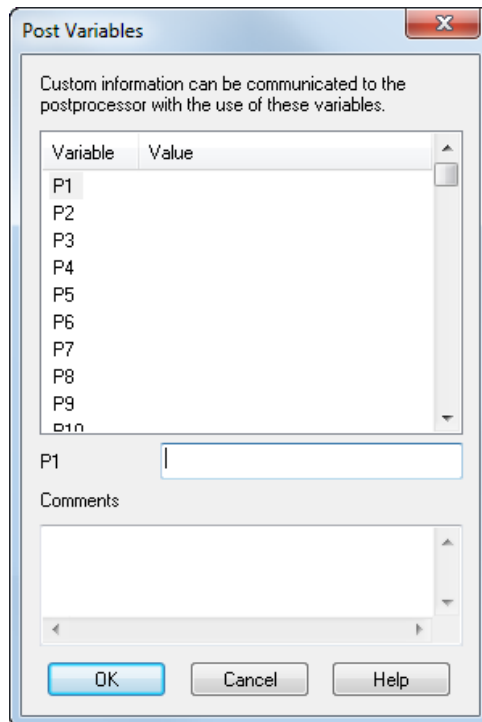 Post Variables
Custom information can be communicated to the
postprocessor with the use of these variables.
Variable Value
P1
P2
P3
P4
P5
P6
P7
P8
P9
P10
P1
Comments
OK Cancel Help